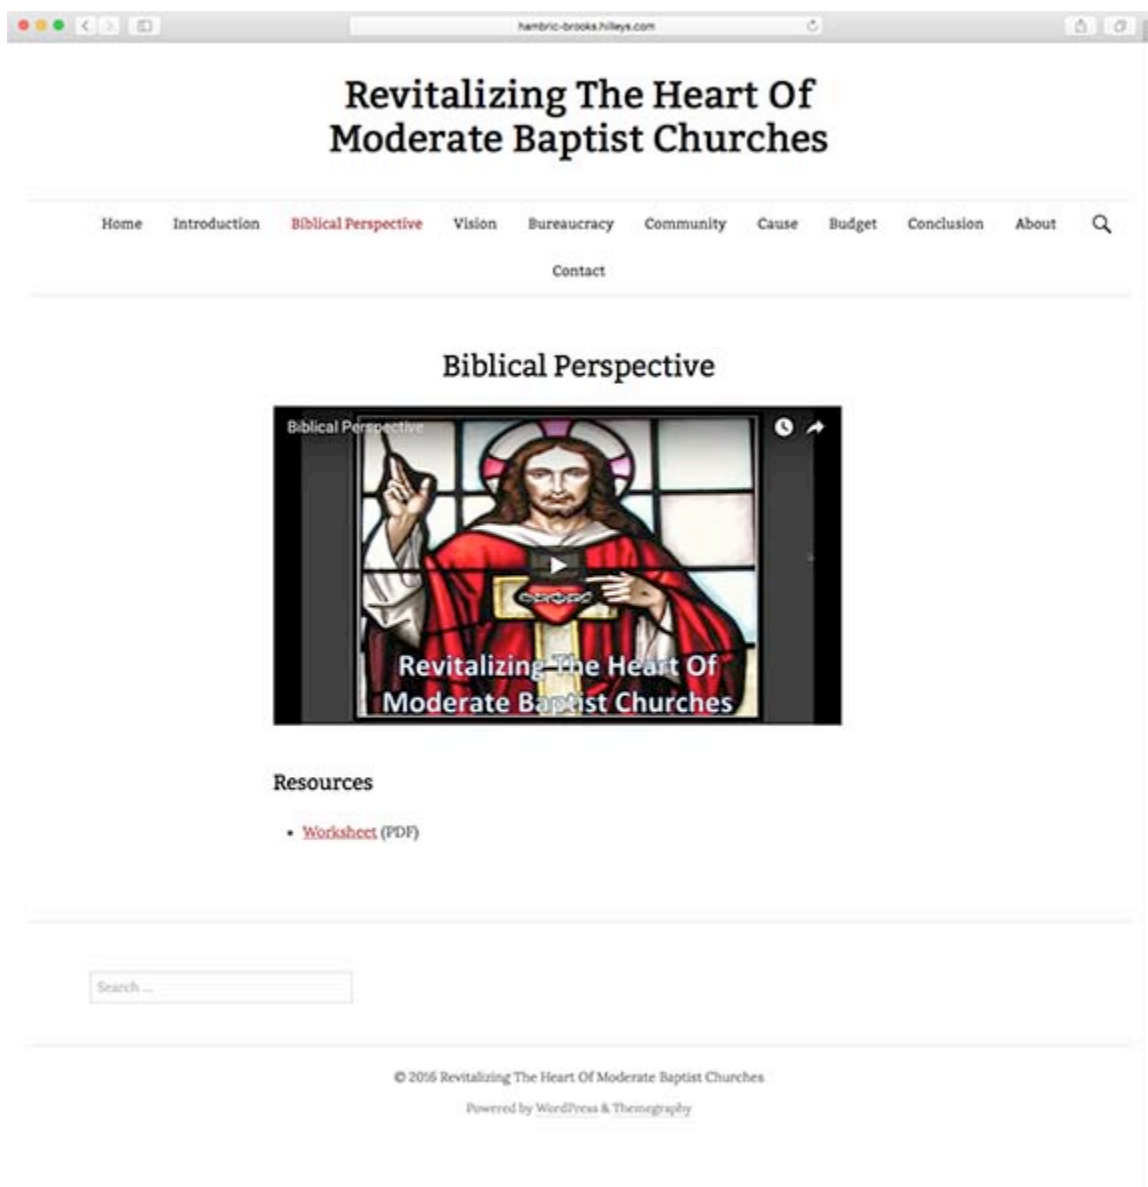 hambric-brooks.hilleys.com
Revitalizing The Heart Of
Moderate Baptist Churches
Home Introduction Biblical Perspective Vision Bureaucracy Community Cause Budget Conclusion About
Contact
Biblical Perspective
Biblical Perspective
Revitalizing The Heart Of
Moderate Baptist Churches
Resources
• Worksheet (PDF)
Search ...
© 2016 Revitalizing The Heart Of Moderate Baptist Churches
Powered by WordPress & Themegraphy